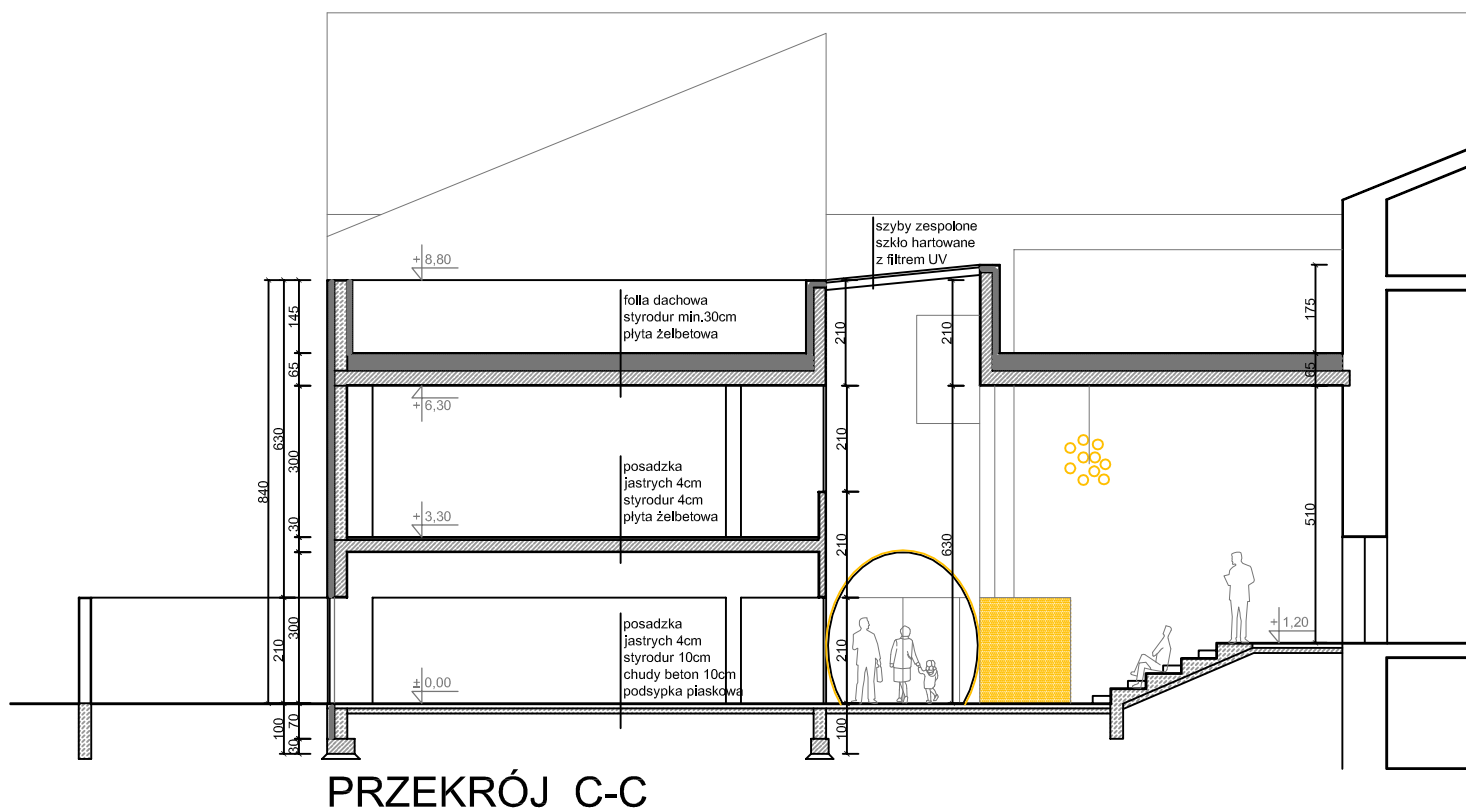 szyby zespolone
szkło hartowane
z filtrem UV
+ 8,80
folla dachowa
styrodur min.30cm
płyta żelbetowa
145
210
210
175
65
65
+ 6,30
840
630
300
210
510
posadzka
jastrych 4cm
styrodur 4cm
płyta żelbetowa
+ 3,30
30
210
630
posadzka
jastrych 4cm
styrodur 10cm
chudy beton 10cm
podsypka piaskowa
+ 1,20
210
300
210
± 0,00
100
70
30
100
PRZEKRÓJ C-C